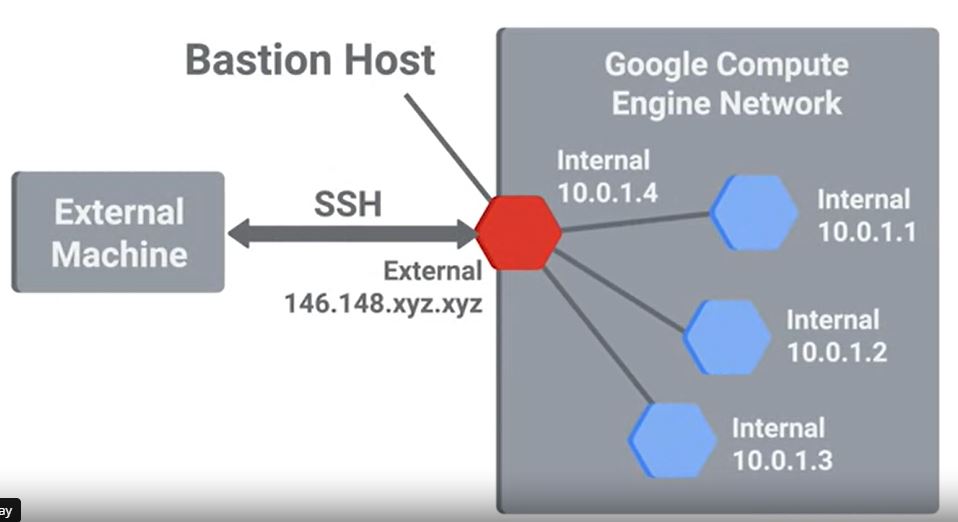 Bastion Host
Google Compute
Engine Network
External
Machine
SSH
External
146.148.xyz.xyz
Internal
10.0.1.4
Internal
10.0.1.1
Internal
10.0.1.2
Internal
10.0.1.3
ay